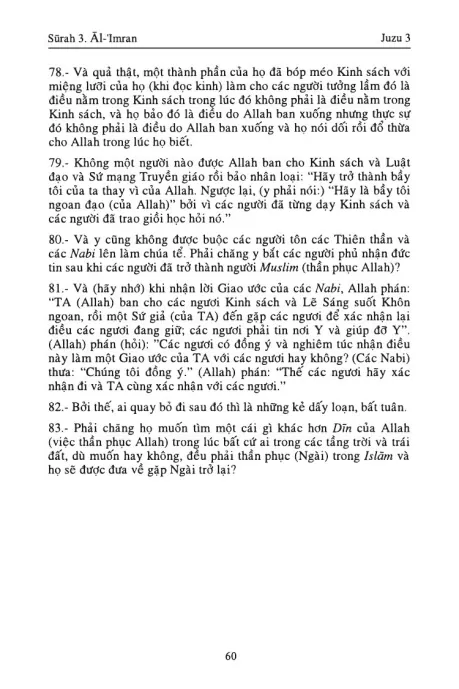 Sūrah 3. Āl-'Imran Juzu 3
78.- Và quả thật, một thành phần của họ đã bóp méo Kinh sách với
miệng lưỡi của họ (khi đọc kinh) làm cho các người tưởng lầm đó là
điều nằm trong Kinh sách trong lúc đó không phải là điều nằm trong
Kinh sách, và họ bảo đó là điều do Allah ban xuống nhưng thực sự
đó không phải là điều do Allah ban xuống và họ nói dối rồi đổ thừa
cho Allah trong lúc họ biết.
79.- Không một người nào được Allah ban cho Kinh sách và Luật
đạo và Sứ mạng Truyền giáo rồi bảo nhân loại: “Hãy trở thành bầy
tôi của ta thay vì của Allah. Ngược lại, (y phải nói:) “Hãy là bầy tôi
ngoan đạo (của Allah)” bởi vì các người đã từng dạy Kinh sách và
các người đã trao giồi học hỏi nó.”
80.- Và y cũng không được buộc các người tôn các Thiên thần và
các Nabi lên làm chúa tể. Phải chăng y bắt các người phủ nhận đức
tin sau khi các người đã trở thành người Muslim (thần phục Allah)?
81.- Và (hãy nhớ) khi nhận lời Giao ước của các Nabi, Allah phán:
“TA (Allah) ban cho các ngươi Kinh sách và Lẽ Sáng suốt Khôn
ngoan, rồi một Sứ giả (của TA) đến gặp các ngươi để xác nhận lại
điều các ngươi đang giữ; các ngươi phải tin nơi Y và giúp đỡ Y”.
(Allah) phán (hỏi): "Các ngươi có đồng ý và nghiêm túc nhận điều
này làm một Giao ước của TA với các ngươi hay không? (Các Nabi)
thưa: “Chúng tôi đồng ý.” (Allah) phán: “Thế các ngươi hãy xác
nhận đi và TA cùng xác nhận với các ngươi.”
82.- Bởi thế, ai quay bỏ đi sau đó thì là những kẻ dấy loạn, bất tuân.
83.- Phải chăng họ muốn tìm một cái gì khác hơn Dīn của Allah
(việc thần phục Allah) trong lúc bất cứ ai trong các tầng trời và trái
đất, dù muốn hay không, đều phải thần phục (Ngài) trong Islām và
họ sẽ được đưa về gặp Ngài trở lại?
60